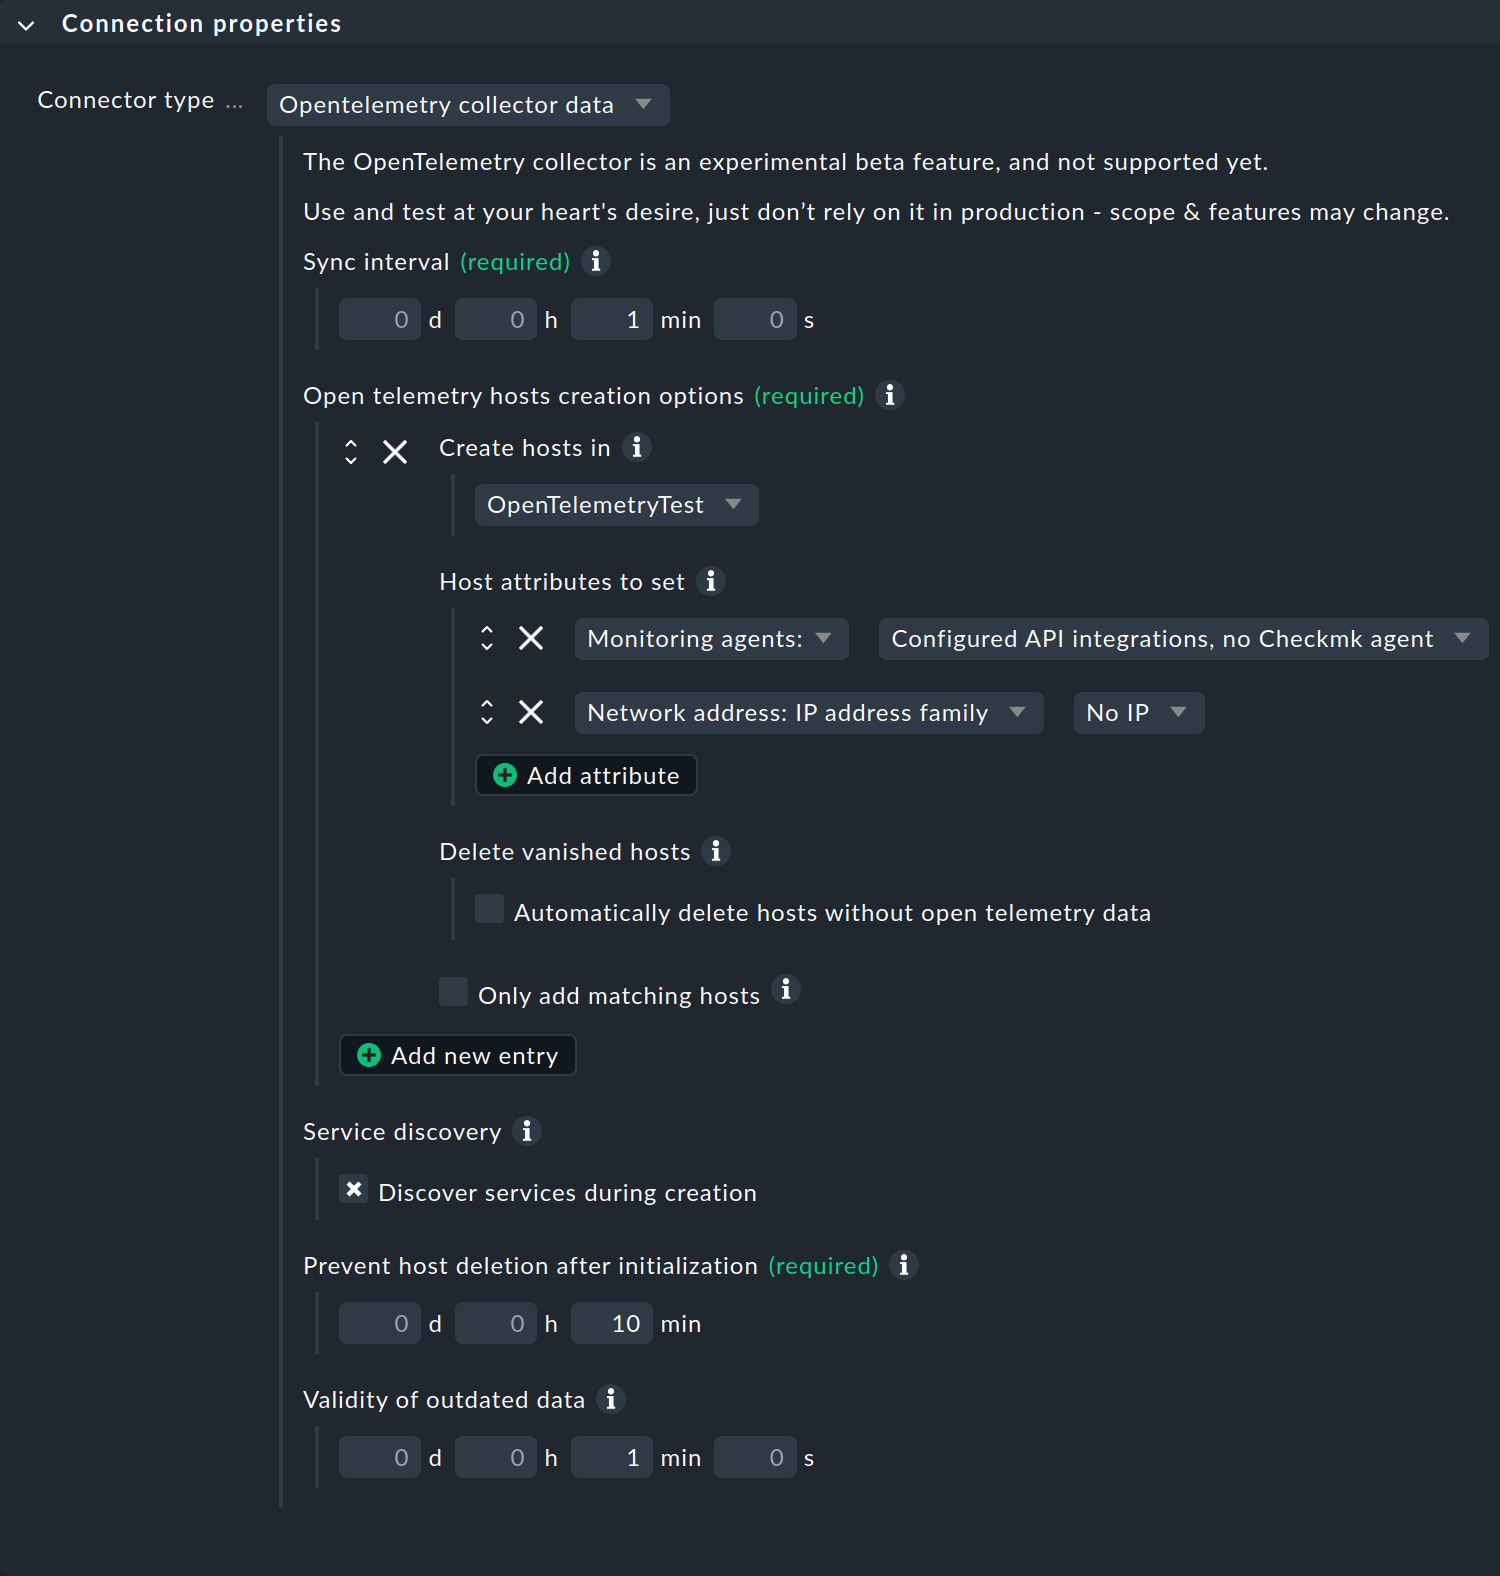 Connection properties
Connector type ...
Opentelemetry collector data
The OpenTelemetry collector is an experimental beta feature, and not supported yet.
Use and test at your heart's desire, just don’t rely on it in production - scope & features may change.
Sync interval (required)
0 d 0 h 1 min 0 s
Open telemetry hosts creation options (required)
Create hosts in
OpenTelemetryTest
Host attributes to set
Monitoring agents: Configured API integrations, no Checkmk agent
Network address: IP address family No IP
Add attribute
Delete vanished hosts
Automatically delete hosts without open telemetry data
Only add matching hosts
Add new entry
Service discovery
Discover services during creation
Prevent host deletion after initialization (required)
0 d 0 h 10 min
Validity of outdated data
0 d 0 h 1 min 0 s